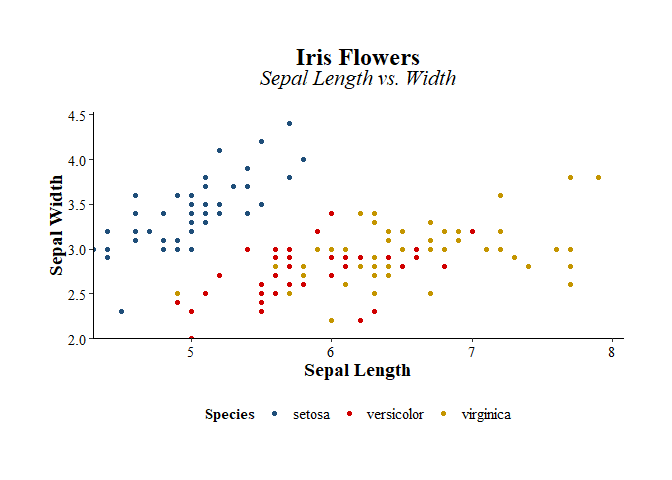 Iris Flowers
Sepal Length vs. Width
Sepal Width
4.5
4.0
3.5
3.0
2.5
2.0
5 6 7 8
Sepal Length
Species setosa versicolor virginica